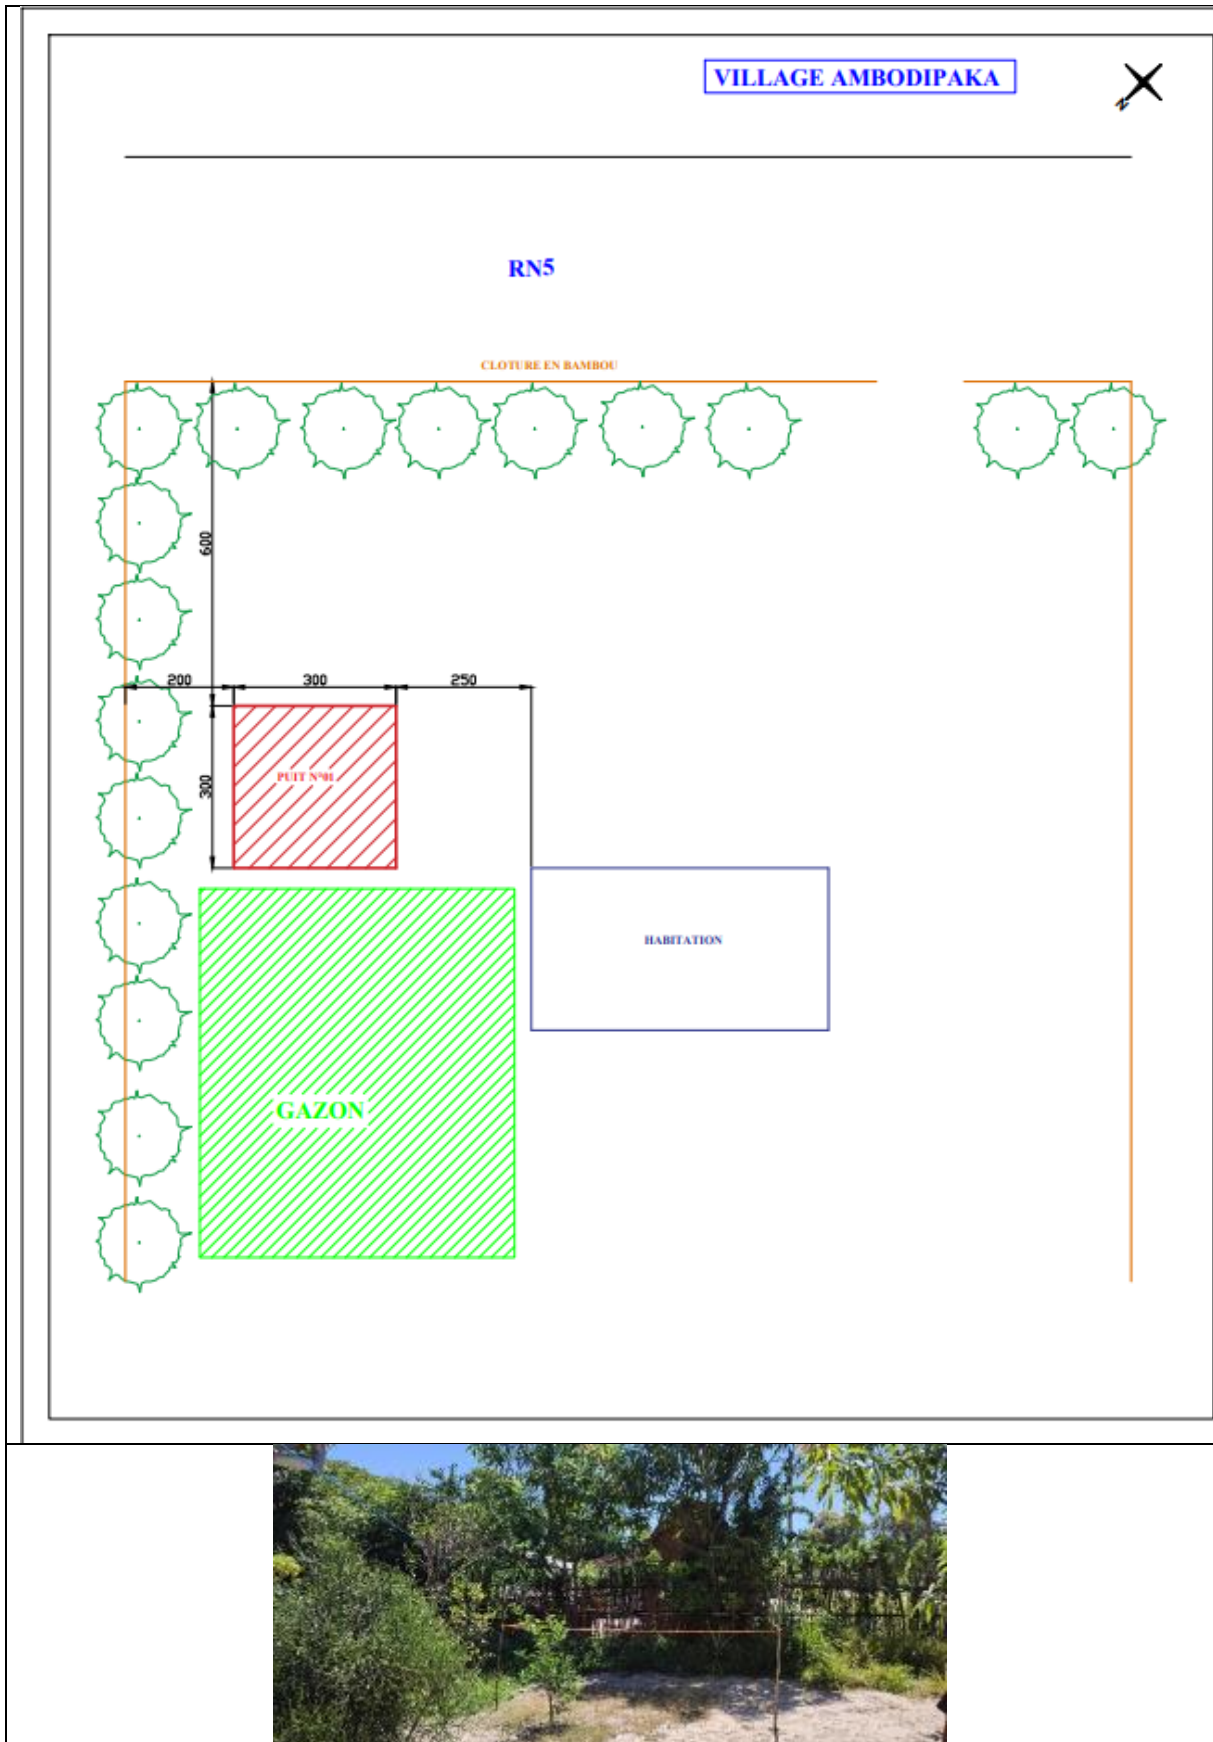 VILLAGE AMBODIPAKA
N
RN5
CLOTURE EN BAMBOU
600
200
300
250
300
PUIT N°01
HABITATION
GAZON